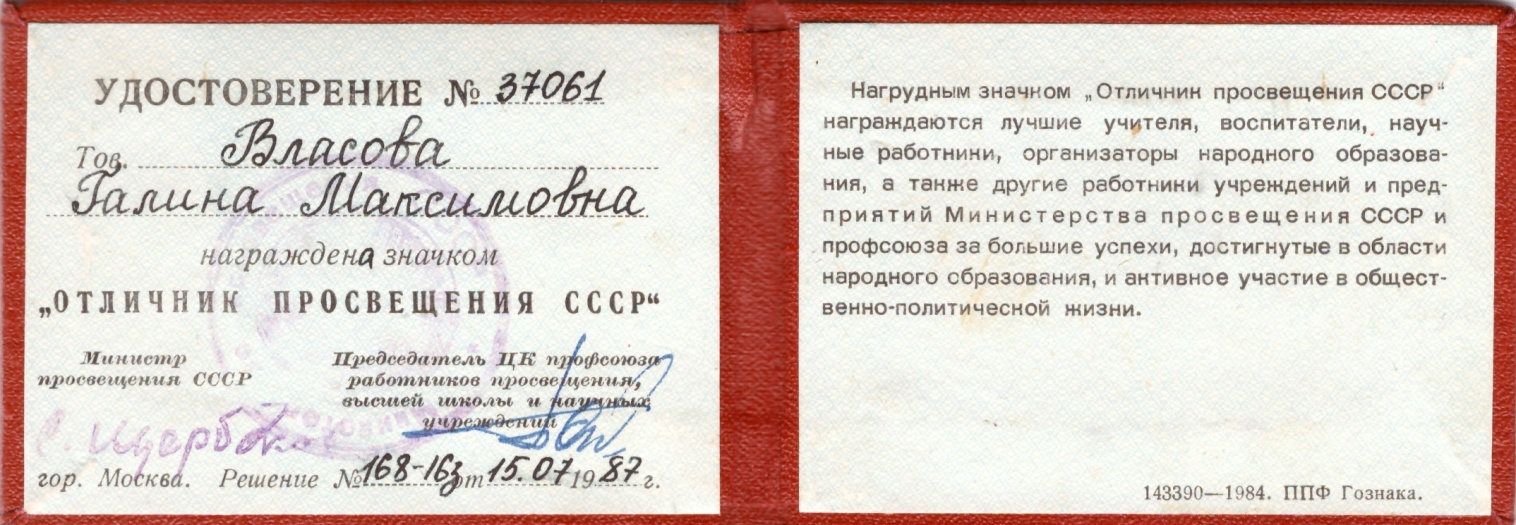 УДОСТОВЕРЕНИЕ № 37061
Тов. Власова
Галина Максимовна
награждена значком
„ОТЛИЧНИК ПРОСВЕЩЕНИЯ СССР“
Министр
просвещения СССР
Председатель ЦК профсоюза
работников просвещения,
высшей школы и научных
учреждений
С. Щерба
гор. Москва. Решение №168-16з от 15.07 1987 г.
Нагрудным значком „Отличник просвещения СССР“
награждаются лучшие учителя, воспитатели, науч-
ные работники, организаторы народного образова-
ния, а также другие работники учреждений и пред-
приятий Министерства просвещения СССР и
профсоюза за большие успехи, достигнутые в области
народного образования, и активное участие в общест-
венно-политической жизни.
143390—1984. ППФ Гознака.